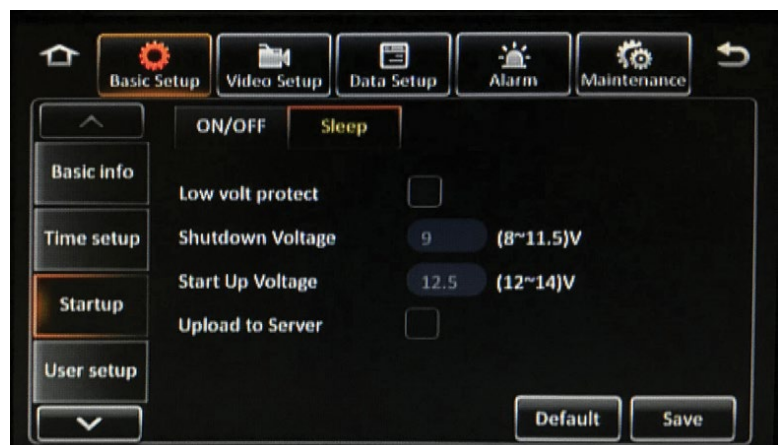 Basic Setup Video Setup Data Setup Alarm Maintenance
ON/OFF Sleep
Basic info
Low volt protect
Time setup
Shutdown Voltage 9 (8~11.5)V
Start Up Voltage 12.5 (12~14)V
Startup
Upload to Server
User setup
Default Save